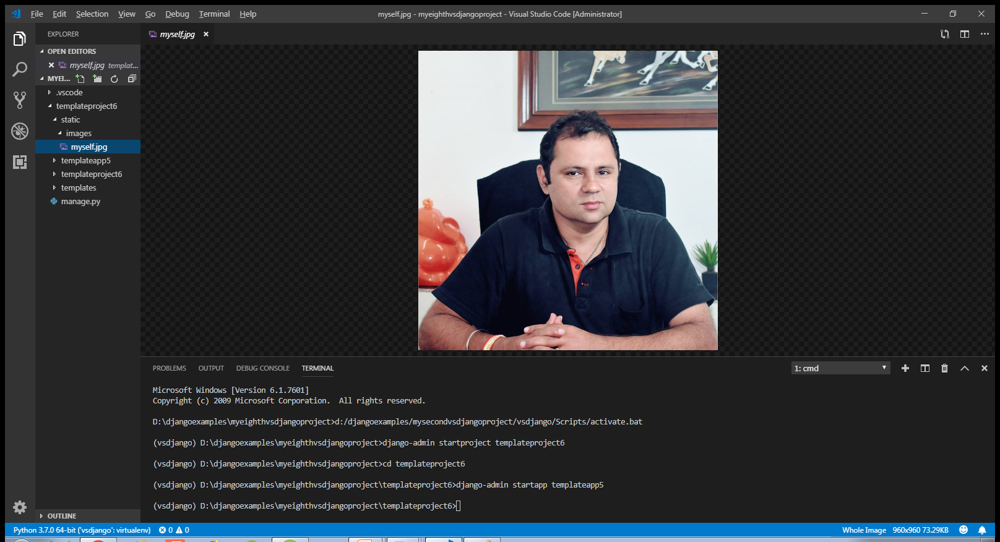 File Edit Selection View Go Debug Terminal Help
myself.jpg - myeighthvsdjangoproject - Visual Studio Code [Administrator]
EXPLORER
myself.jpg
OPEN EDITORS
myself.jpg templat...
MYEI...
.vscode
templateproject6
static
images
myself.jpg
templateapp5
templateproject6
templates
manage.py
OUTLINE
PROBLEMS OUTPUT DEBUG CONSOLE TERMINAL
1: cmd
Microsoft Windows [Version 6.1.7601]
Copyright (c) 2009 Microsoft Corporation.  All rights reserved.
D:\djangoexamples\myeighthvsdjangoproject>d:/djangoexamples/mysecondvsdjangoproject/vsdjango/Scripts/activate.bat
(vsdjango) D:\djangoexamples\myeighthvsdjangoproject>django-admin startproject templateproject6
(vsdjango) D:\djangoexamples\myeighthvsdjangoproject>cd templateproject6
(vsdjango) D:\djangoexamples\myeighthvsdjangoproject\templateproject6>django-admin startapp templateapp5
(vsdjango) D:\djangoexamples\myeighthvsdjangoproject\templateproject6>
Python 3.7.0 64-bit ('vsdjango': virtualenv) 0 0
Whole Image 960x960 73.29KB